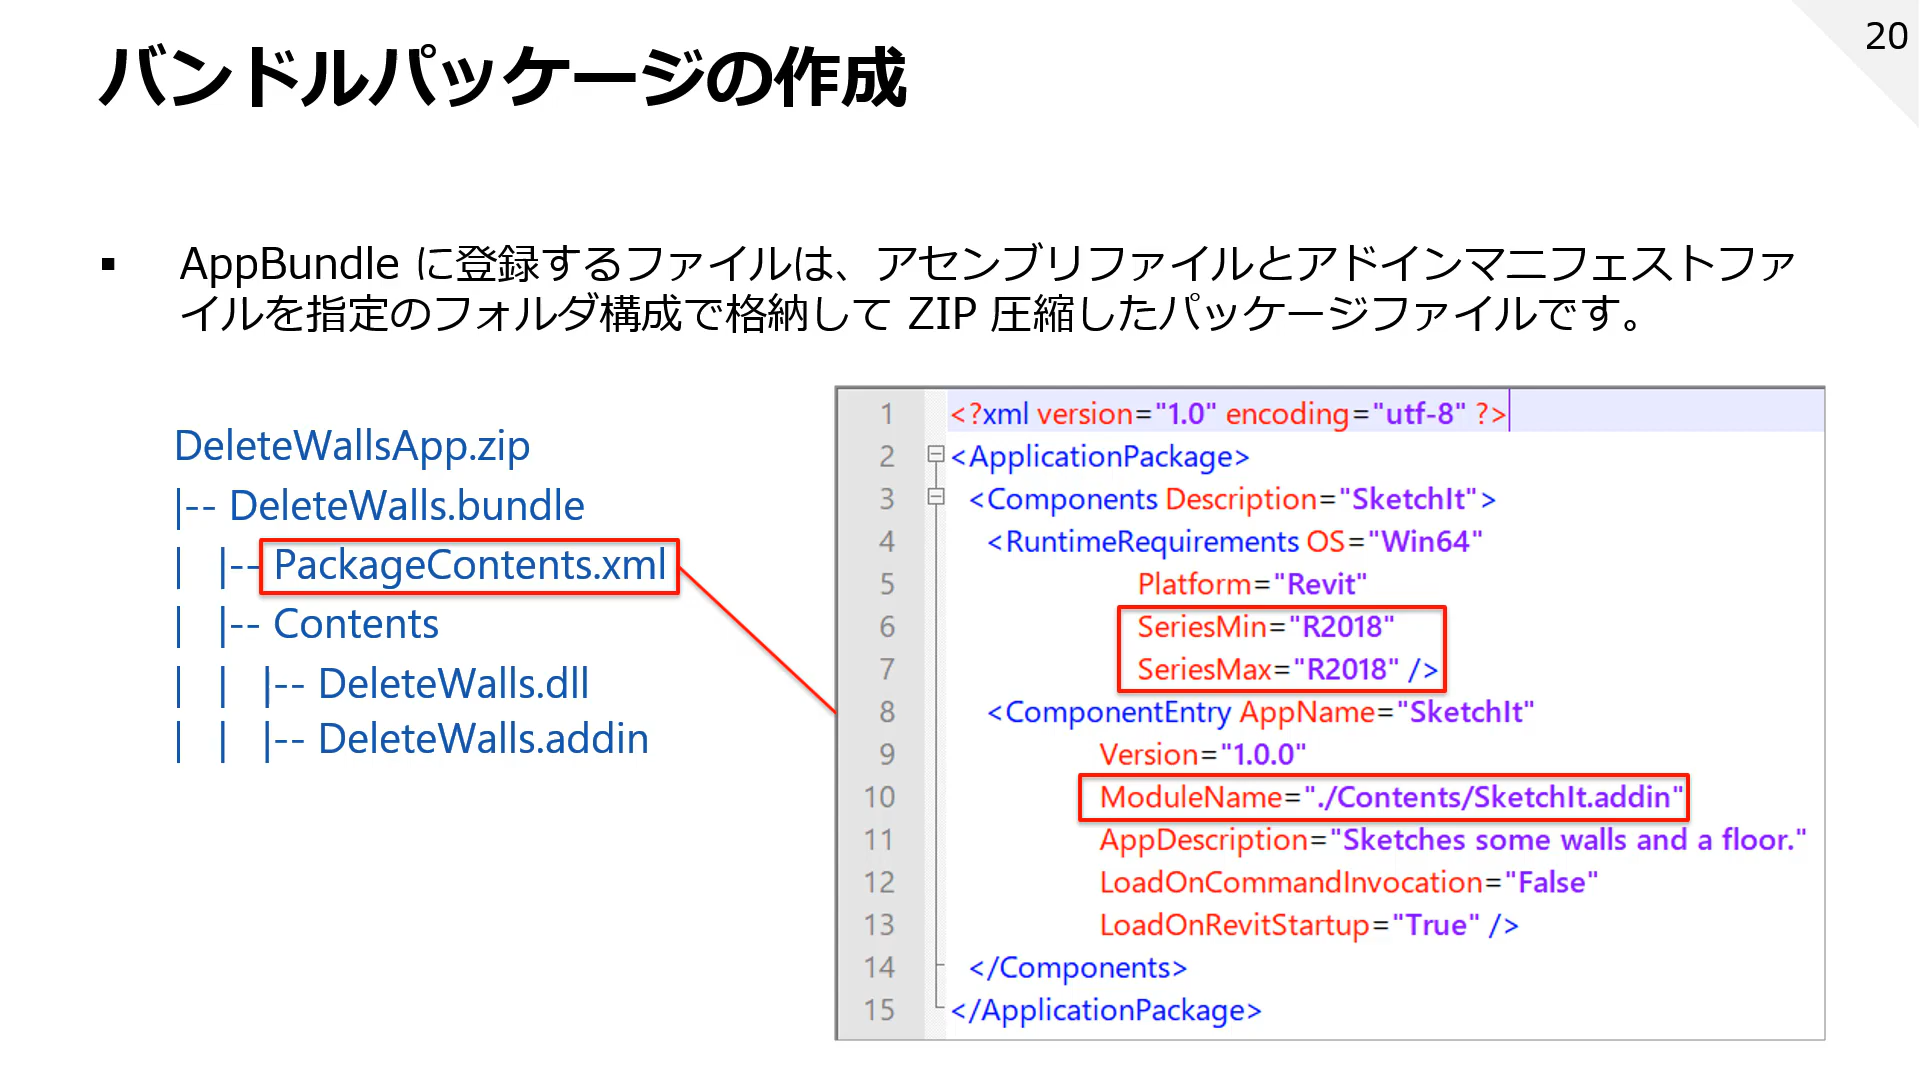 20
バンドルパッケージの作成
▪ AppBundle に登録するファイルは、アセンブリファイルとアドインマニフェストファ
イルを指定のフォルダ構成で格納して ZIP 圧縮したパッケージファイルです。
DeleteWallsApp.zip
|-- DeleteWalls.bundle
| |-- PackageContents.xml
| |-- Contents
| | |-- DeleteWalls.dll
| | |-- DeleteWalls.addin
1 <?xml version="1.0" encoding="utf-8" ?>
2 <ApplicationPackage>
3 <Components Description="SketchIt">
4 <RuntimeRequirements OS="Win64"
5 Platform="Revit"
6 SeriesMin="R2018"
7 SeriesMax="R2018" />
8 <ComponentEntry AppName="SketchIt"
9 Version="1.0.0"
10 ModuleName="./Contents/SketchIt.addin"
11 AppDescription="Sketches some walls and a floor."
12 LoadOnCommandInvocation="False"
13 LoadOnRevitStartup="True" />
14 </Components>
15 </ApplicationPackage>